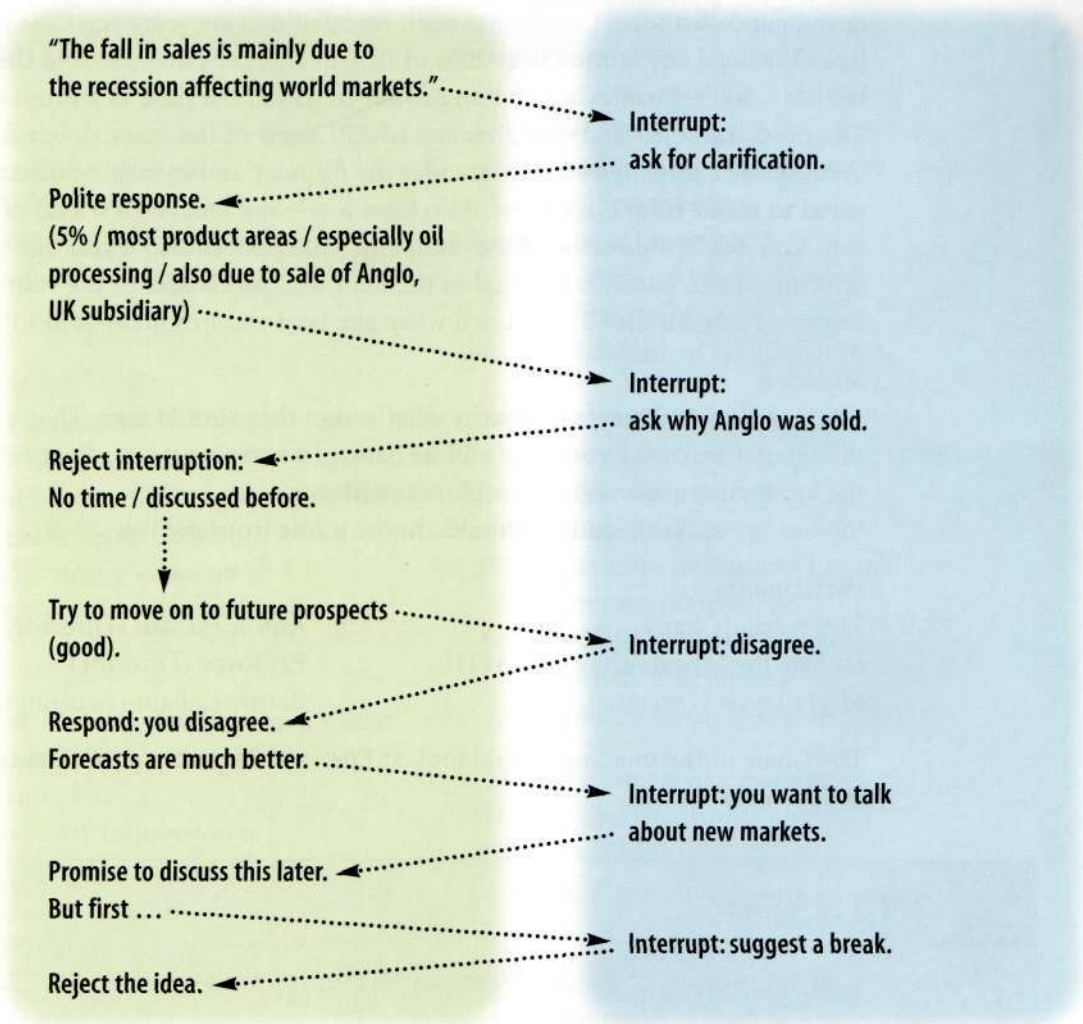 "The fall in sales is mainly due to
the recession affecting world markets."
Interrupt:
ask for clarification.
Polite response.
(5% / most product areas / especially oil
processing / also due to sale of Anglo,
UK subsidiary)
Interrupt:
ask why Anglo was sold.
Reject interruption:
No time / discussed before.
Try to move on to future prospects
(good).
Interrupt: disagree.
Respond: you disagree.
Forecasts are much better.
Interrupt: you want to talk
about new markets.
Promise to discuss this later.
But first ...
Interrupt: suggest a break.
Reject the idea.